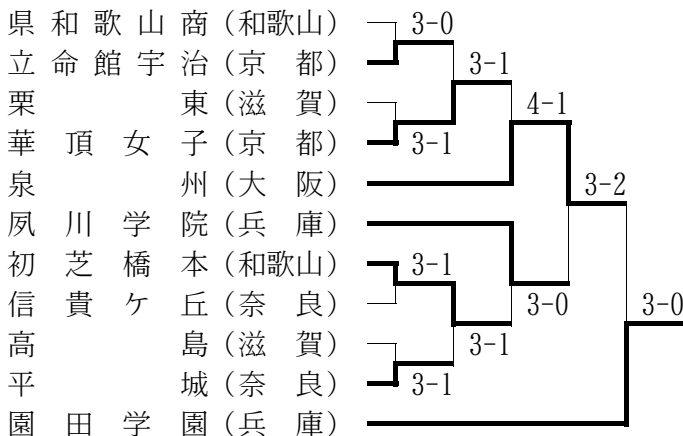 県和歌山商(和歌山)
3-0
立命館宇治(京 都)
3-1
栗 東(滋 賀)
4-1
華頂女子(京 都)
3-1
泉 州(大 阪)
3-2
夙川学院(兵 庫)
初芝橋本(和歌山)
3-1
信貴ケ丘(奈 良)
3-0
3-0
高 島(滋 賀)
3-1
平 城(奈 良)
3-1
園田学園(兵 庫)